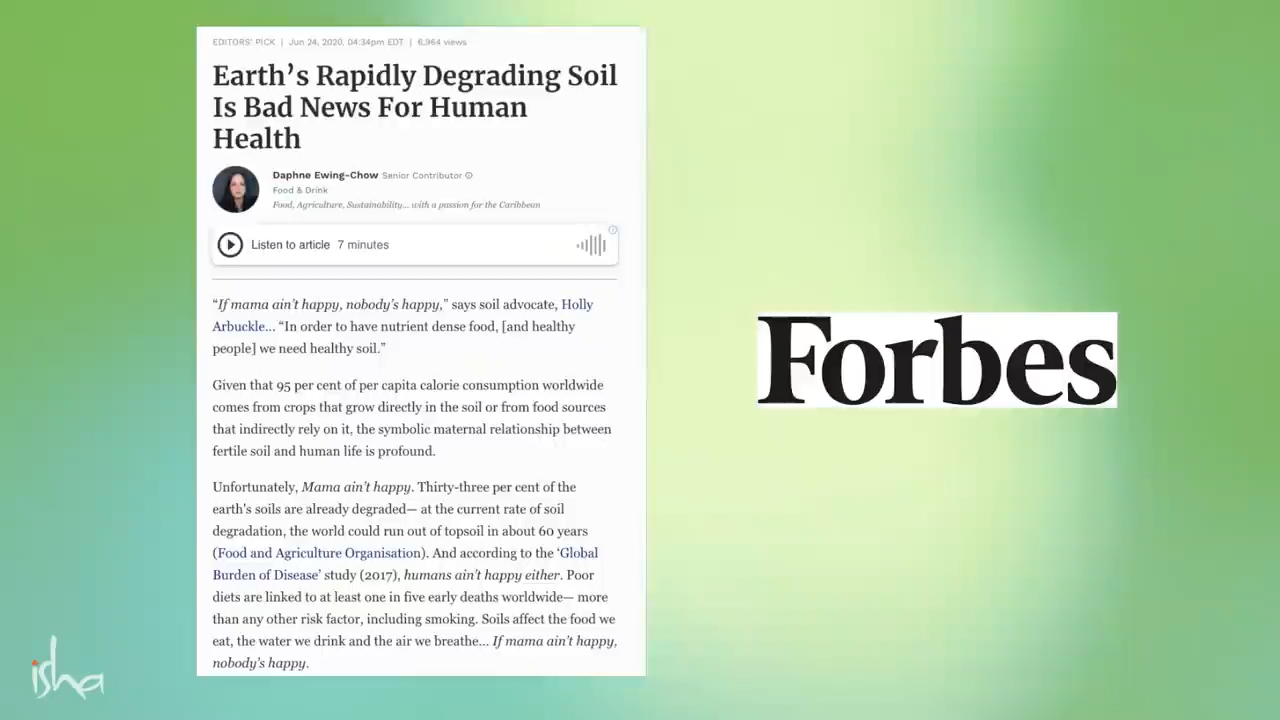 EDITORS' PICK | Jun 24, 2020, 04:34pm EDT | 6,964 views
Earth's Rapidly Degrading Soil
Is Bad News For Human
Health
Daphne Ewing-Chow Senior Contributor
Food & Drink
Food, Agriculture, Sustainability... with a passion for the Caribbean
Listen to article 7 minutes
“If mama ain't happy, nobody's happy,” says soil advocate, Holly
Arbuckle... “In order to have nutrient dense food, [and healthy
people] we need healthy soil.”
Given that 95 per cent of per capita calorie consumption worldwide
comes from crops that grow directly in the soil or from food sources
that indirectly rely on it, the symbolic maternal relationship between
fertile soil and human life is profound.
Unfortunately, Mama ain't happy. Thirty-three per cent of the
earth's soils are already degraded— at the current rate of soil
degradation, the world could run out of topsoil in about 60 years
(Food and Agriculture Organisation). And according to the ‘Global
Burden of Disease’ study (2017), humans ain't happy either. Poor
diets are linked to at least one in five early deaths worldwide— more
than any other risk factor, including smoking. Soils affect the food we
eat, the water we drink and the air we breathe... If mama ain't happy,
nobody's happy.
Forbes
isha